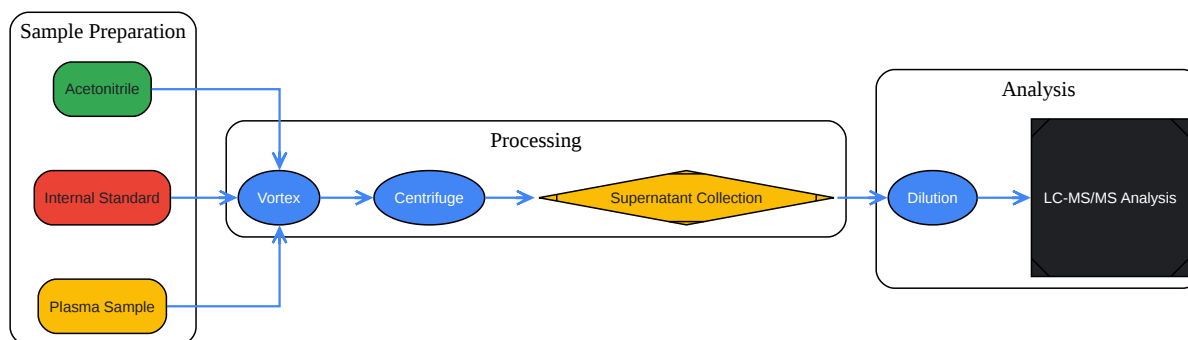 Sample Preparation
Acetonitrile
Internal Standard
Plasma Sample
Processing
Vortex
Centrifuge
Supernatant Collection
Analysis
Dilution
LC-MS/MS Analysis